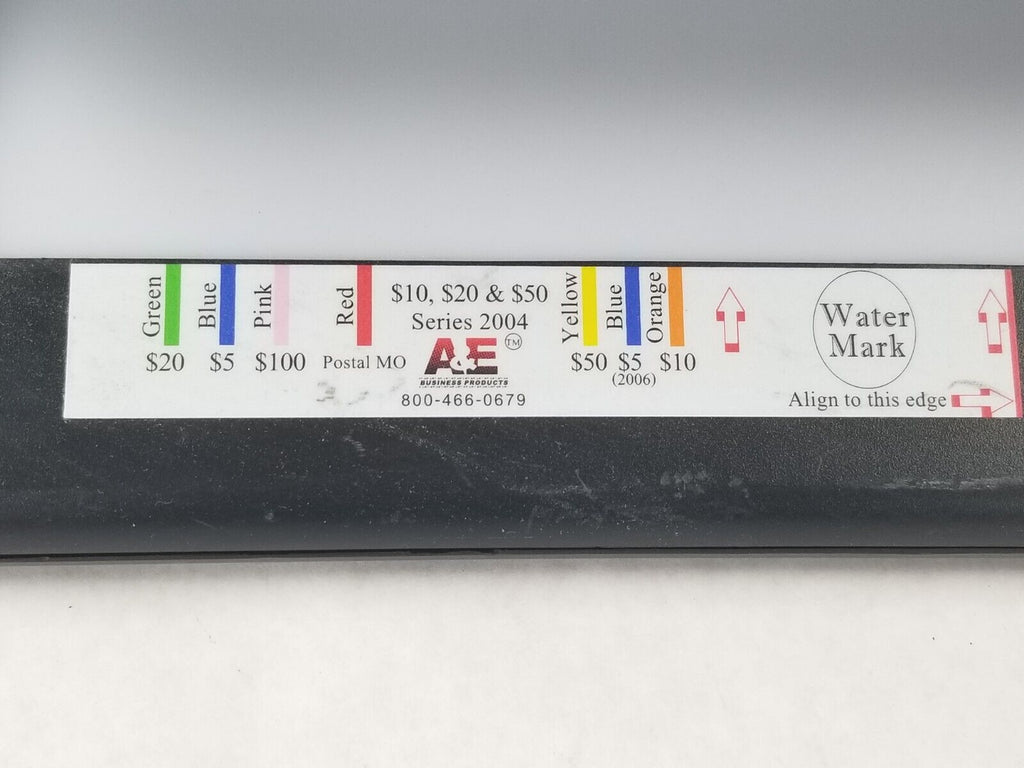 Green
$20
Blue
$5
Pink
$100
Red
Postal MO
$10, $20 & $50
Series 2004
A&E TM
BUSINESS PRODUCTS
800-466-0679
Yellow
$50
Blue
$5
(2006)
Orange
$10
Water
Mark
Align to this edge